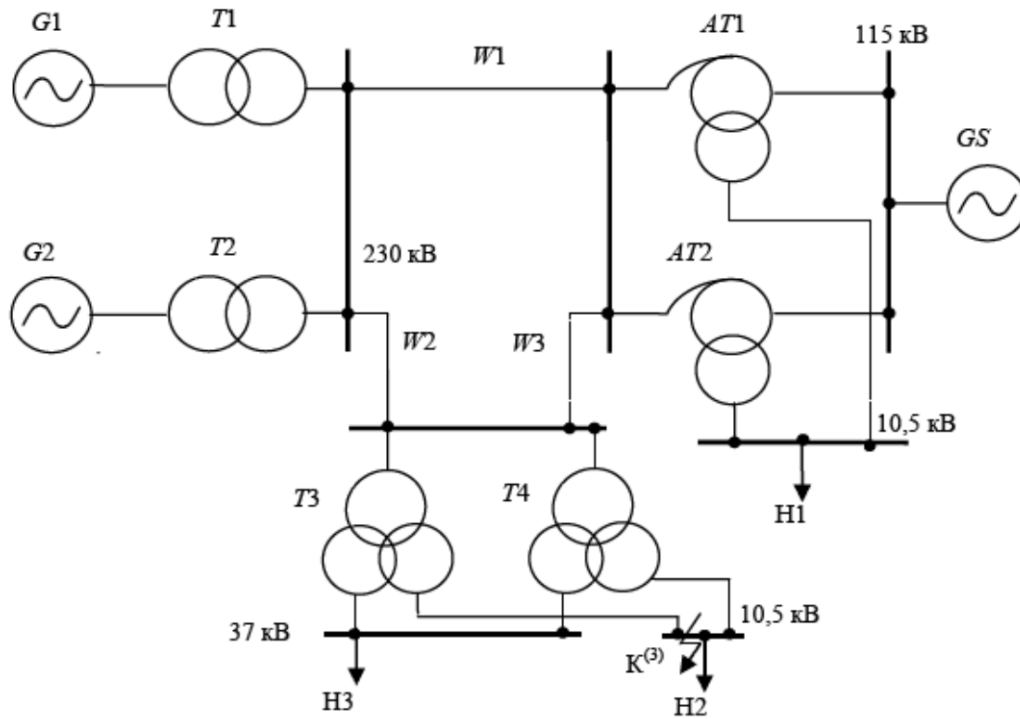 G1
T1
W1
AT1
115 кВ
GS
G2
T2
230 кВ
AT2
W2
W3
10,5 кВ
T3
T4
H1
10,5 кВ
37 кВ
К(3)
H3
H2